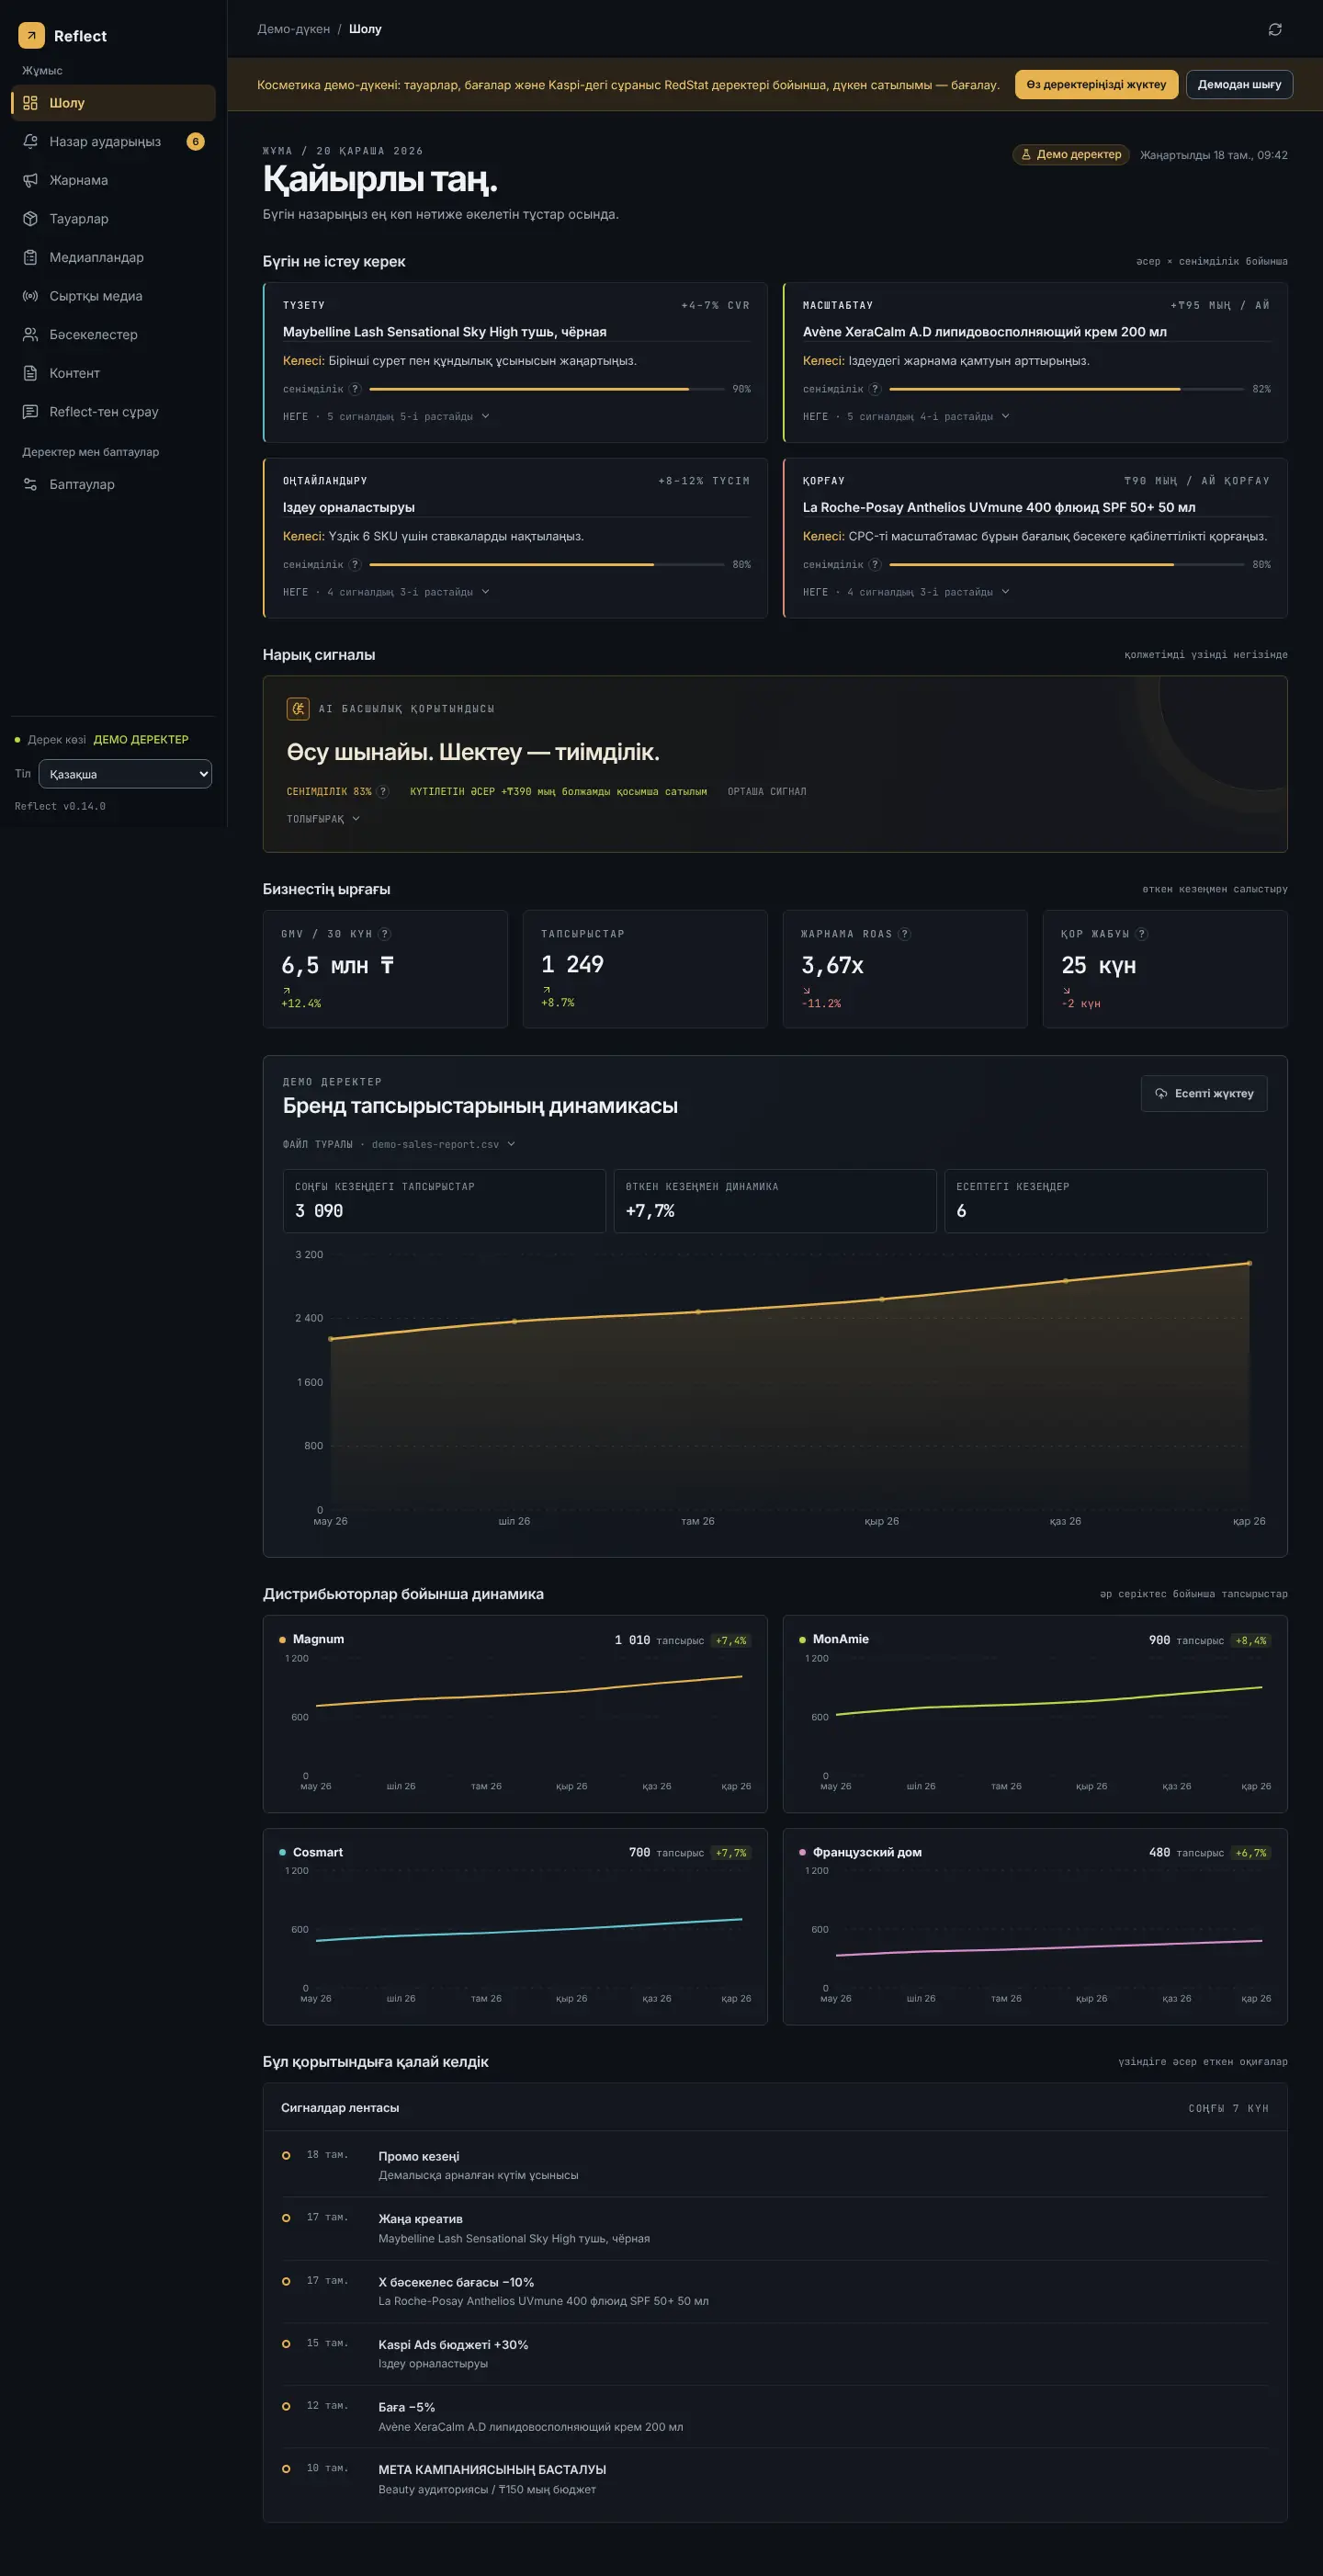 Reflect
Жұмыс
Шолу
Назар аударыңыз 6
Жарнама
Тауарлар
Медиапландар
Сыртқы медиа
Бәсекелестер
Контент
Reflect-тен сұрау
Деректер мен баптаулар
Баптаулар
Дерек көзі ДЕМО ДЕРЕКТЕР
Тіл Қазақша
Reflect v0.14.0
Демо-дүкен / Шолу
Косметика демо-дүкені: тауарлар, бағалар және Kaspi-дегі сұраныс RedStat деректері бойынша, дүкен сатылымы — бағалау. Өз деректеріңізді жүктеу Демодан шығу
ЖҰМА / 20 ҚАРАША 2026
Демо деректер Жаңартылды 18 там., 09:42
Қайырлы таң.
Бүгін назарыңыз ең көп нәтиже әкелетін тұстар осында.
Бүгін не істеу керек әсер × сенімділік бойынша
ТҮЗЕТУ +4–7% CVR
Maybelline Lash Sensational Sky High тушь, чёрная
Келесі: Бірінші сурет пен құндылық ұсынысын жаңартыңыз.
сенімділік ? 90%
НЕГЕ · 5 сигналдың 5-і растайды
МАСШТАБТАУ +₸95 МЫҢ / АЙ
Avène XeraCalm A.D липидовосполняющий крем 200 мл
Келесі: Іздеудегі жарнама қамтуын арттырыңыз.
сенімділік ? 82%
НЕГЕ · 5 сигналдың 4-і растайды
ОҢТАЙЛАНДЫРУ +8–12% ТҮСІМ
Іздеу орналастыруы
Келесі: Үздік 6 SKU үшін ставкаларды нақтылаңыз.
сенімділік ? 80%
НЕГЕ · 4 сигналдың 3-і растайды
ҚОРҒАУ ₸90 МЫҢ / АЙ ҚОРҒАУ
La Roche-Posay Anthelios UVmune 400 флюид SPF 50+ 50 мл
Келесі: CPC-ті масштабтамас бұрын бағалық бәсекеге қабілеттілікті қорғаңыз.
сенімділік ? 80%
НЕГЕ · 4 сигналдың 3-і растайды
Нарық сигналы қолжетімді үзінді негізінде
AI БАСШЫЛЫҚ ҚОРЫТЫНДЫСЫ
Өсу шынайы. Шектеу — тиімділік.
СЕНІМДІЛІК 83% ? КҮТІЛЕТІН ӘСЕР +₸390 мың болжамды қосымша сатылым ОРТАША СИГНАЛ
ТОЛЫҒЫРАҚ
Бизнестің ырғағы өткен кезеңмен салыстыру
GMV / 30 КҮН ?
6,5 млн ₸
+12.4%
ТАПСЫРЫСТАР
1 249
+8.7%
ЖАРНАМА ROAS ?
3,67x
-11.2%
ҚОР ЖАБУЫ ?
25 күн
-2 күн
ДЕМО ДЕРЕКТЕР
Бренд тапсырыстарының динамикасы
Есепті жүктеу
ФАЙЛ ТУРАЛЫ · demo-sales-report.csv
СОҢҒЫ КЕЗЕҢДЕГІ ТАПСЫРЫСТАР
3 090
ӨТКЕН КЕЗЕҢМЕН ДИНАМИКА
+7,7%
ЕСЕПТЕГІ КЕЗЕҢДЕР
6
3 200
2 400
1 600
800
0
мау 26 шіл 26 там 26 қыр 26 қаз 26 қар 26
Дистрибьюторлар бойынша динамика әр серіктес бойынша тапсырыстар
Magnum 1 010 тапсырыс +7,4%
1 200
600
0
мау 26 шіл 26 там 26 қыр 26 қаз 26 қар 26
MonAmie 900 тапсырыс +8,4%
1 200
600
0
мау 26 шіл 26 там 26 қыр 26 қаз 26 қар 26
Cosmart 700 тапсырыс +7,7%
1 200
600
0
мау 26 шіл 26 там 26 қыр 26 қаз 26 қар 26
Французский дом 480 тапсырыс +6,7%
1 200
600
0
мау 26 шіл 26 там 26 қыр 26 қаз 26 қар 26
Бұл қорытындыға қалай келдік үзіндіге әсер еткен оқиғалар
Сигналдар лентасы СОҢҒЫ 7 КҮН
18 там. Промо кезеңі
Демалысқа арналған күтім ұсынысы
17 там. Жаңа креатив
Maybelline Lash Sensational Sky High тушь, чёрная
17 там. X бәсекелес бағасы −10%
La Roche-Posay Anthelios UVmune 400 флюид SPF 50+ 50 мл
15 там. Kaspi Ads бюджеті +30%
Іздеу орналастыруы
12 там. Баға −5%
Avène XeraCalm A.D липидовосполняющий крем 200 мл
10 там. МЕТА КАМПАНИЯСЫНЫҢ БАСТАЛУЫ
Beauty аудиториясы / ₸150 мың бюджет